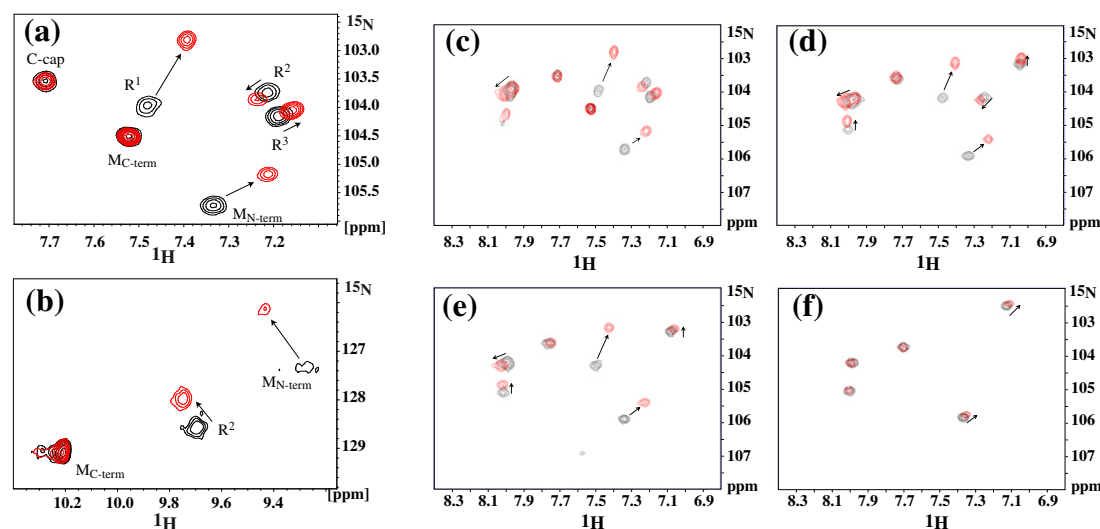 (a)
15N
C-cap
R1
R2
103.0
103.5
104.0
R3
MC-term
104.5
105.0
MN-term
105.5
[ppm]
7.7 7.6 7.5 7.4 7.3 7.2
1H
(b)
15N
127
MN-term
128
R2
129
MC-term
[ppm]
10.2 10.0 9.8 9.6 9.4 9.2
1H
(c)
15N
103
104
105
106
107
ppm
8.3 8.1 7.9 7.7 7.5 7.3 7.1 6.9
1H
(d)
15N
103
104
105
106
107
ppm
8.3 8.1 7.9 7.7 7.5 7.3 7.1 6.9
1H
(e)
15N
103
104
105
106
107
ppm
8.3 8.1 7.9 7.7 7.5 7.3 7.1 6.9
1H
(f)
15N
103
104
105
106
107
ppm
8.3 8.1 7.9 7.7 7.5 7.3 7.1 6.9
1H